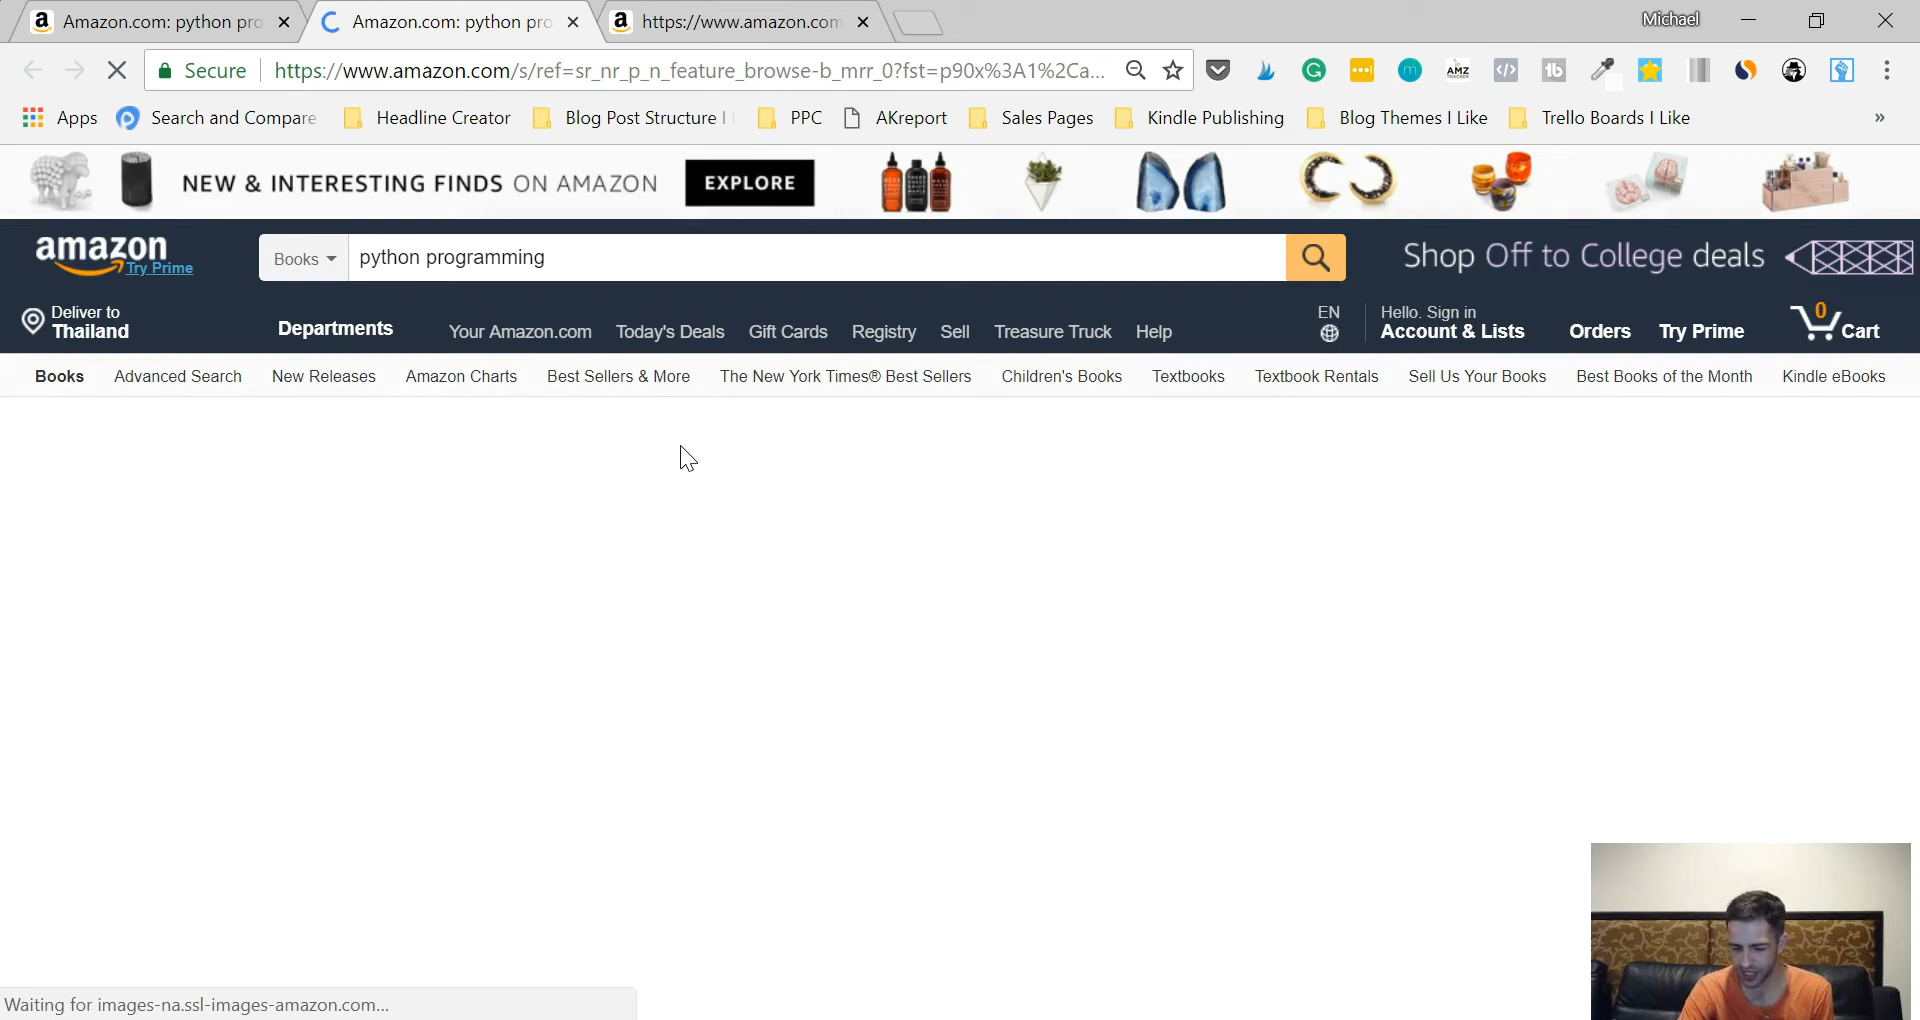 Amazon.com: python pro
Amazon.com: python pro
https://www.amazon.com
Michael
Secure
https://www.amazon.com/s/ref=sr_nr_p_n_feature_browse-b_mrr_0?fst=p90x%3A1%2Ca...
AMZ
TRACKER
Apps
Search and Compare
Headline Creator
Blog Post Structure I
PPC
AKreport
Sales Pages
Kindle Publishing
Blog Themes I Like
Trello Boards I Like
»
NEW & INTERESTING FINDS ON AMAZON
EXPLORE
amazon
Try Prime
Books
python programming
Shop Off to College deals
Deliver to
Thailand
Departments
Your Amazon.com
Today's Deals
Gift Cards
Registry
Sell
Treasure Truck
Help
EN
Hello. Sign in
Account & Lists
Orders
Try Prime
0
Cart
Books
Advanced Search
New Releases
Amazon Charts
Best Sellers & More
The New York Times® Best Sellers
Children's Books
Textbooks
Textbook Rentals
Sell Us Your Books
Best Books of the Month
Kindle eBooks
Waiting for images-na.ssl-images-amazon.com...